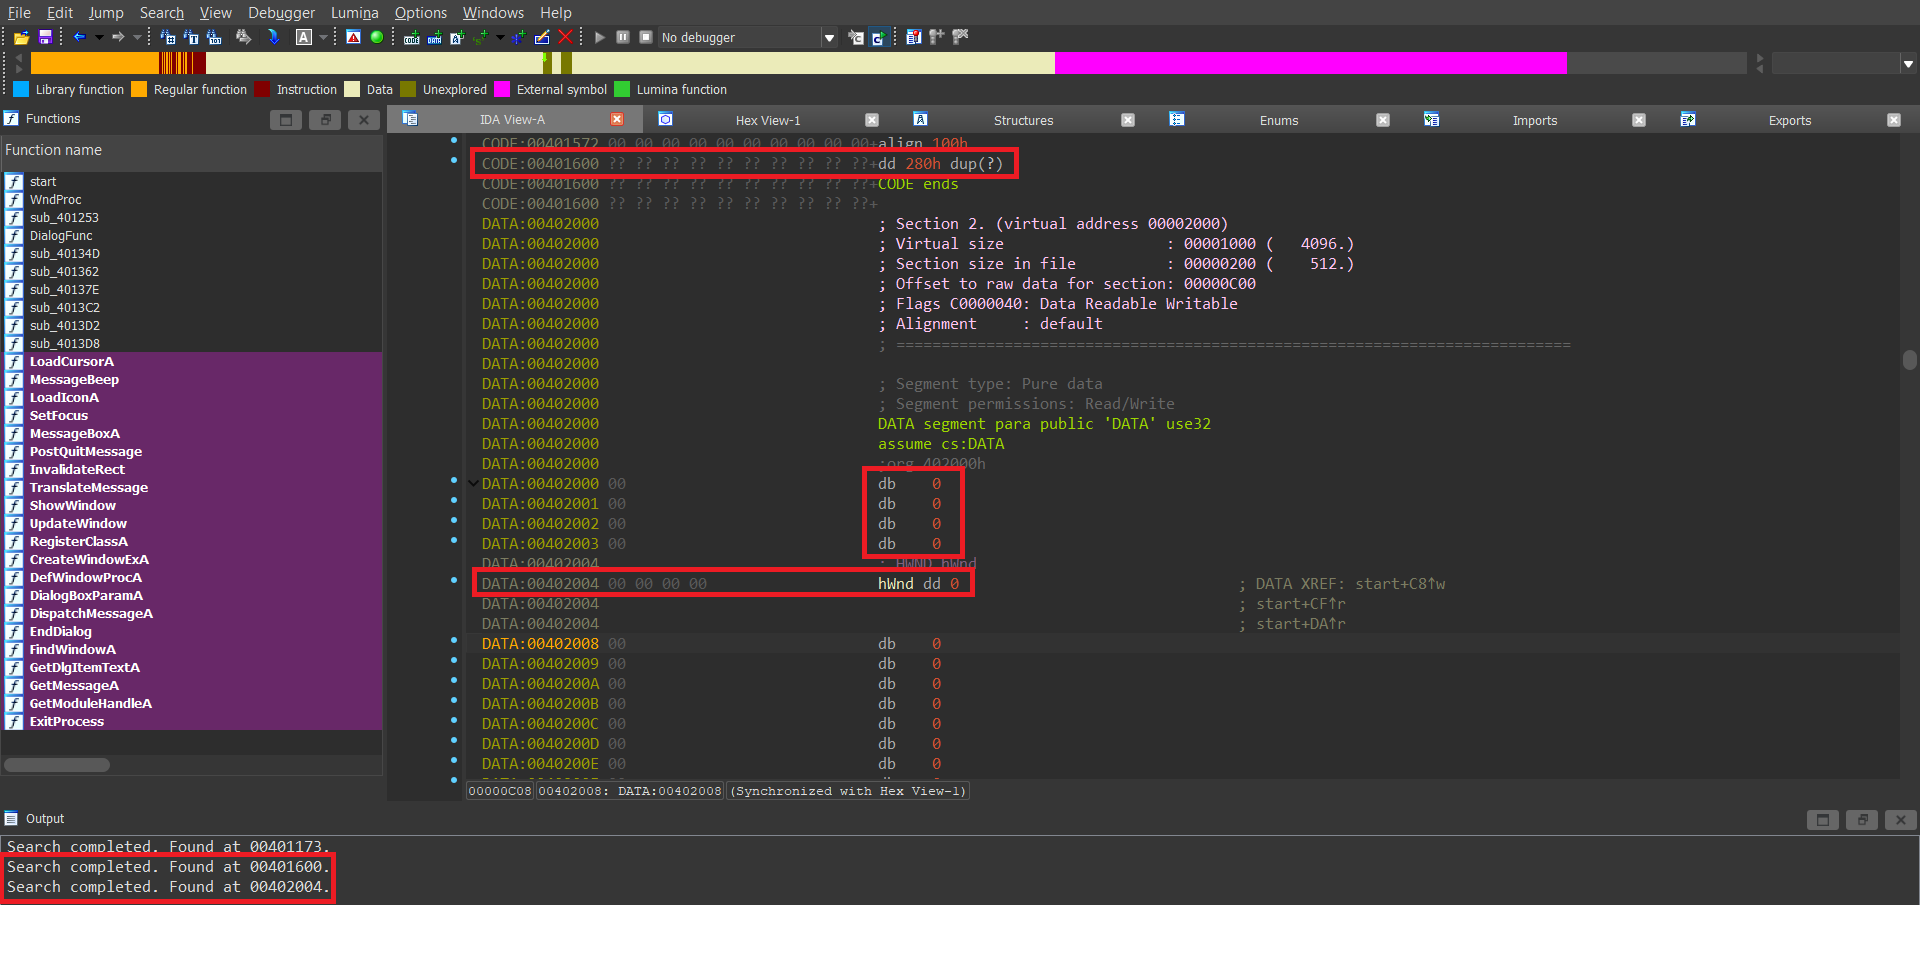 File Edit Jump Search View Debugger Lumina Options Windows Help
No debugger
Library function Regular function Instruction Data Unexplored External symbol Lumina function
Functions
Function name
start
WndProc
sub_401253
DialogFunc
sub_40134D
sub_401362
sub_40137E
sub_4013C2
sub_4013D2
sub_4013D8
LoadCursorA
MessageBeep
LoadIconA
SetFocus
MessageBoxA
PostQuitMessage
InvalidateRect
TranslateMessage
ShowWindow
UpdateWindow
RegisterClassA
CreateWindowExA
DefWindowProcA
DialogBoxParamA
DispatchMessageA
EndDialog
FindWindowA
GetDlgItemTextA
GetMessageA
GetModuleHandleA
ExitProcess
IDA View-A Hex View-1 Structures Enums Imports Exports
CODE:00401572 00 00 00 00 00 00 00 00 00 00+align 100h
CODE:00401600 ?? ?? ?? ?? ?? ?? ?? ?? ?? ??+dd 280h dup(?)
CODE:00401600 ?? ?? ?? ?? ?? ?? ?? ?? ?? ??+CODE ends
CODE:00401600 ?? ?? ?? ?? ?? ?? ?? ?? ?? ??+
DATA:00402000 ; Section 2. (virtual address 00002000)
DATA:00402000 ; Virtual size : 00001000 ( 4096.)
DATA:00402000 ; Section size in file : 00000200 ( 512.)
DATA:00402000 ; Offset to raw data for section: 00000C00
DATA:00402000 ; Flags C0000040: Data Readable Writable
DATA:00402000 ; Alignment : default
DATA:00402000 ; ===========================================================================
DATA:00402000
DATA:00402000 ; Segment type: Pure data
DATA:00402000 ; Segment permissions: Read/Write
DATA:00402000 DATA segment para public 'DATA' use32
DATA:00402000 assume cs:DATA
DATA:00402000 ;org 402000h
DATA:00402000 00 db 0
DATA:00402001 00 db 0
DATA:00402002 00 db 0
DATA:00402003 00 db 0
DATA:00402004 ; HWND hWnd
DATA:00402004 00 00 00 00 hWnd dd 0 ; DATA XREF: start+C8↑w
DATA:00402004 ; start+CF↑r
DATA:00402004 ; start+DA↑r
DATA:00402008 00 db 0
DATA:00402009 00 db 0
DATA:0040200A 00 db 0
DATA:0040200B 00 db 0
DATA:0040200C 00 db 0
DATA:0040200D 00 db 0
DATA:0040200E 00 db 0
00000C08 00402008: DATA:00402008 (Synchronized with Hex View-1)
Output
Search completed. Found at 00401173.
Search completed. Found at 00401600.
Search completed. Found at 00402004.